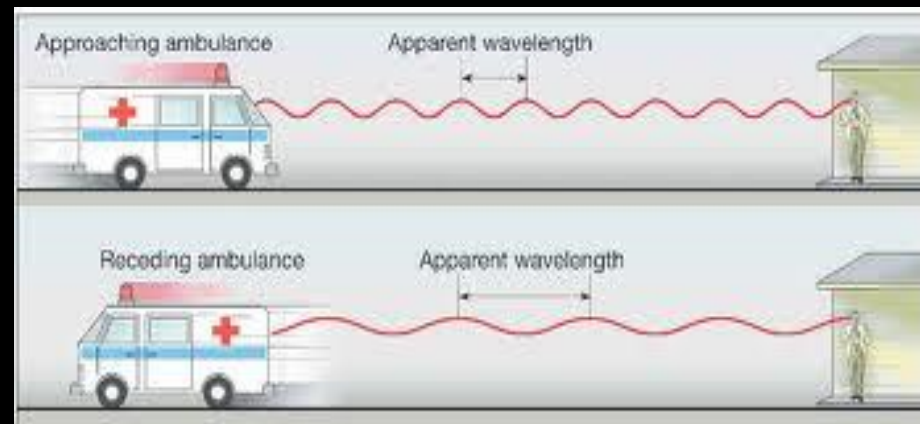 Approaching ambulance
Apparent wavelength
Receding ambulance
Apparent wavelength